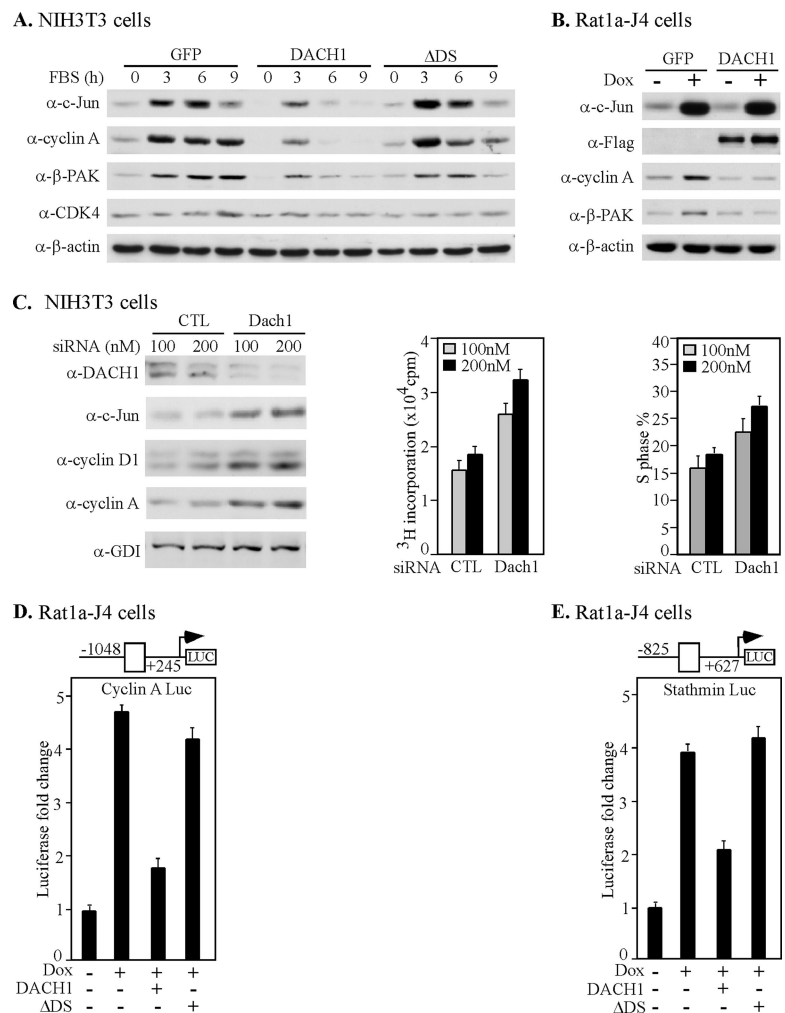 A. NIH3T3 cells
GFP DACH1 ΔDS
FBS (h) 0 3 6 9 0 3 6 9 0 3 6 9
α-c-Jun
α-cyclin A
α-β-PAK
α-CDK4
α-β-actin
B. Rat1a-J4 cells
GFP DACH1
Dox - + - +
α-c-Jun
α-Flag
α-cyclin A
α-β-PAK
α-β-actin
C. NIH3T3 cells
CTL Dach1
siRNA (nM) 100 200 100 200
α-DACH1
α-c-Jun
α-cyclin D1
α-cyclin A
α-GDI
³H incorporation (x10⁴cpm)
4
3
2
1
0
100nM
200nM
siRNA CTL Dach1
S phase %
40
35
30
25
20
15
10
5
0
100nM
200nM
siRNA CTL Dach1
D. Rat1a-J4 cells
-1048
+245 LUC
Cyclin A Luc
Luciferase fold change
5
4
3
2
1
0
Dox - + + +
DACH1 - - + -
ΔDS - - - +
E. Rat1a-J4 cells
-825
+627 LUC
Stathmin Luc
Luciferase fold change
5
4
3
2
1
0
Dox - + + +
DACH1 - - + -
ΔDS - - - +